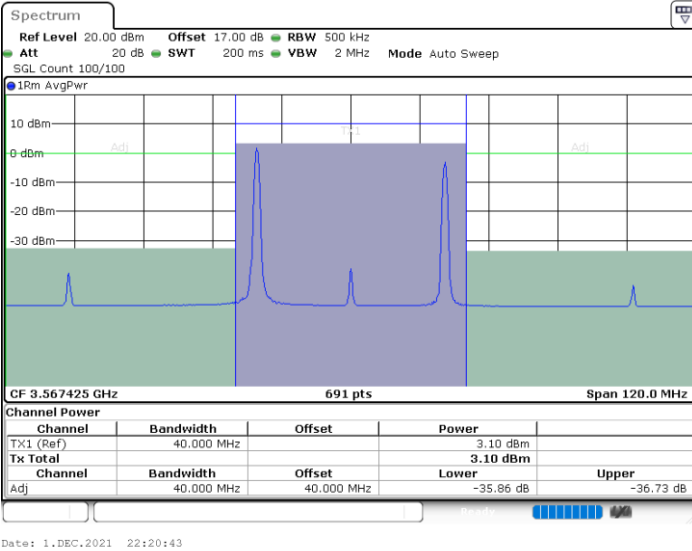 Spectrum
Ref Level 20.00 dBm Offset 17.00 dB RBW 500 kHz
Att 20 dB SWT 200 ms VBW 2 MHz Mode Auto Sweep
SGL Count 100/100
1Rm AvgPwr
10 dBm
TX1
Adj Adj
0 dBm
-10 dBm
-20 dBm
-30 dBm
CF 3.567425 GHz 691 pts Span 120.0 MHz
Channel Power
Channel Bandwidth Offset Power
TX1 (Ref) 40.000 MHz 3.10 dBm
Tx Total 3.10 dBm
Channel Bandwidth Offset Lower Upper
Adj 40.000 MHz 40.000 MHz -35.86 dB -36.73 dB
Ready
Date: 1.DEC.2021 22:20:43